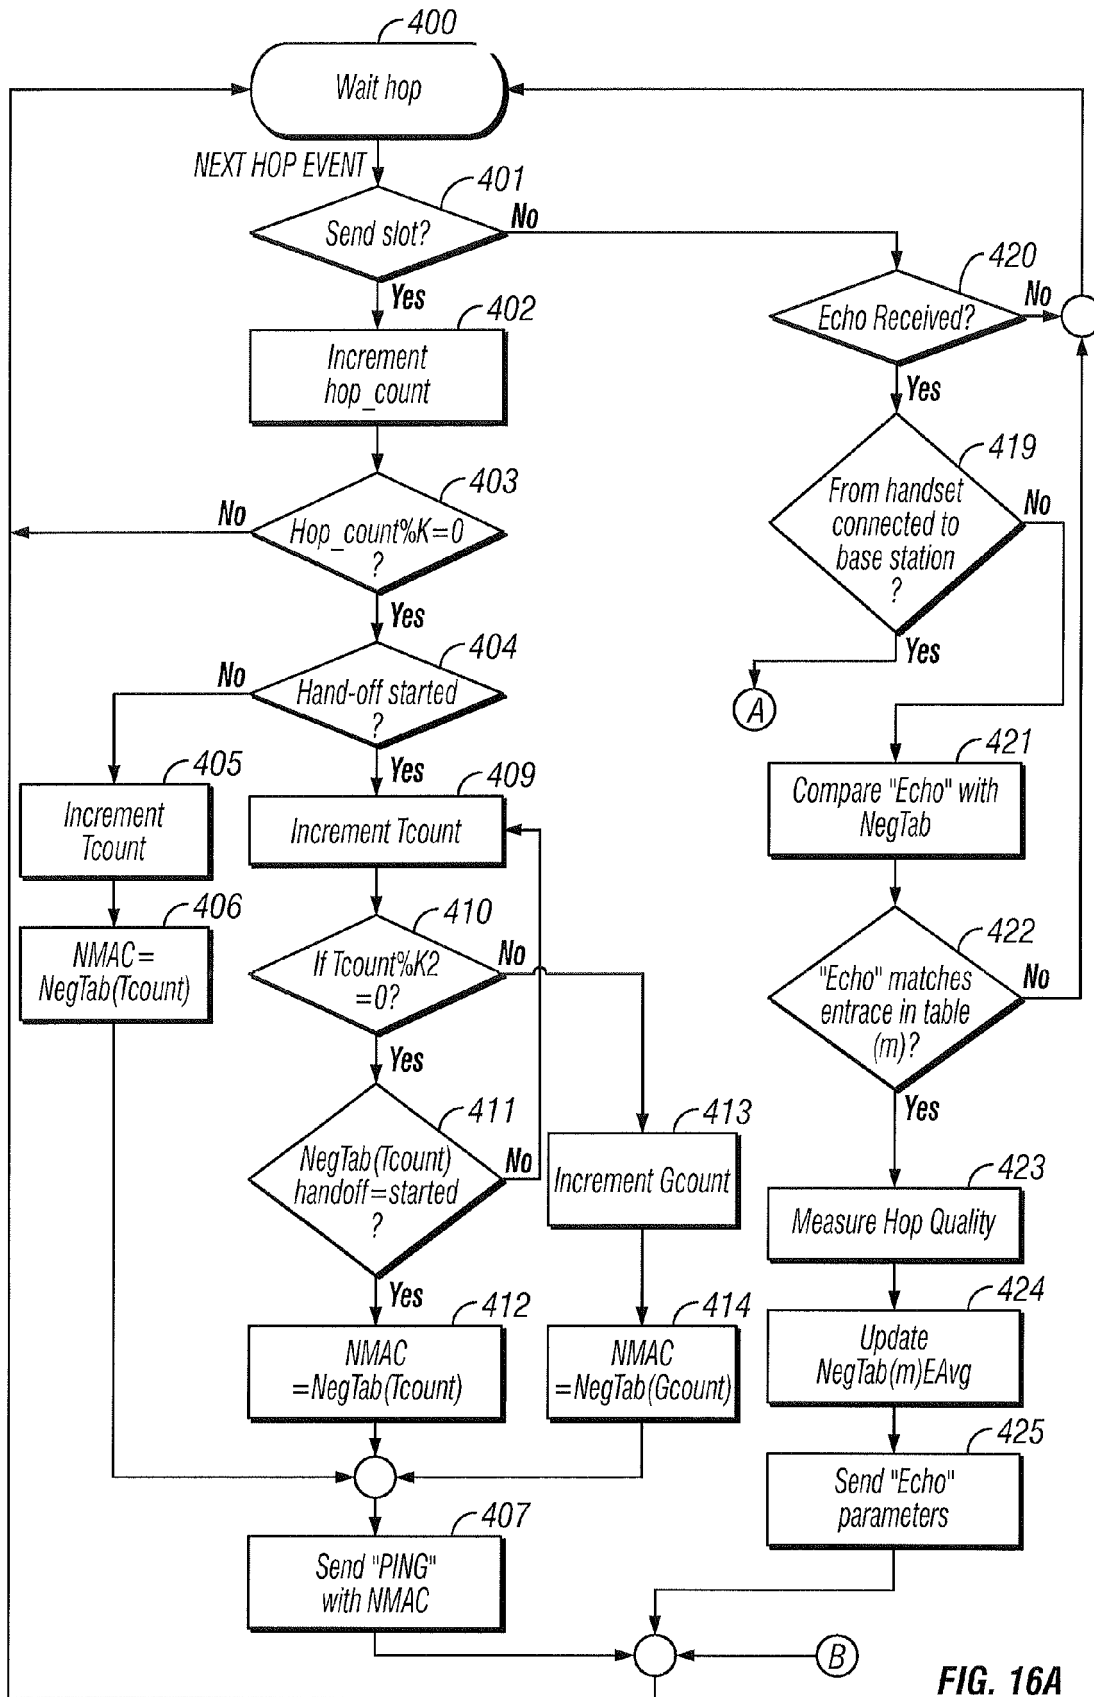 400
Wait hop
NEXT HOP EVENT
401
Send slot?
No
Yes
402
Increment
hop_count
403
Hop_count%K=0
?
No
Yes
404
Hand-off started
?
No
Yes
405
Increment
Tcount
406
NMAC=
NegTab(Tcount)
409
Increment Tcount
410
If Tcount%K2
=0?
No
Yes
411
NegTab(Tcount)
handoff=started
?
No
Yes
412
NMAC
=NegTab(Tcount)
413
Increment Gcount
414
NMAC
=NegTab(Gcount)
407
Send "PING"
with NMAC
420
Echo Received?
No
Yes
419
From handset
connected to
base station
?
No
Yes
A
421
Compare "Echo" with
NegTab
422
"Echo" matches
entrace in table
(m)?
No
Yes
423
Measure Hop Quality
424
Update
NegTab(m)EAvg
425
Send "Echo"
parameters
B
FIG. 16A